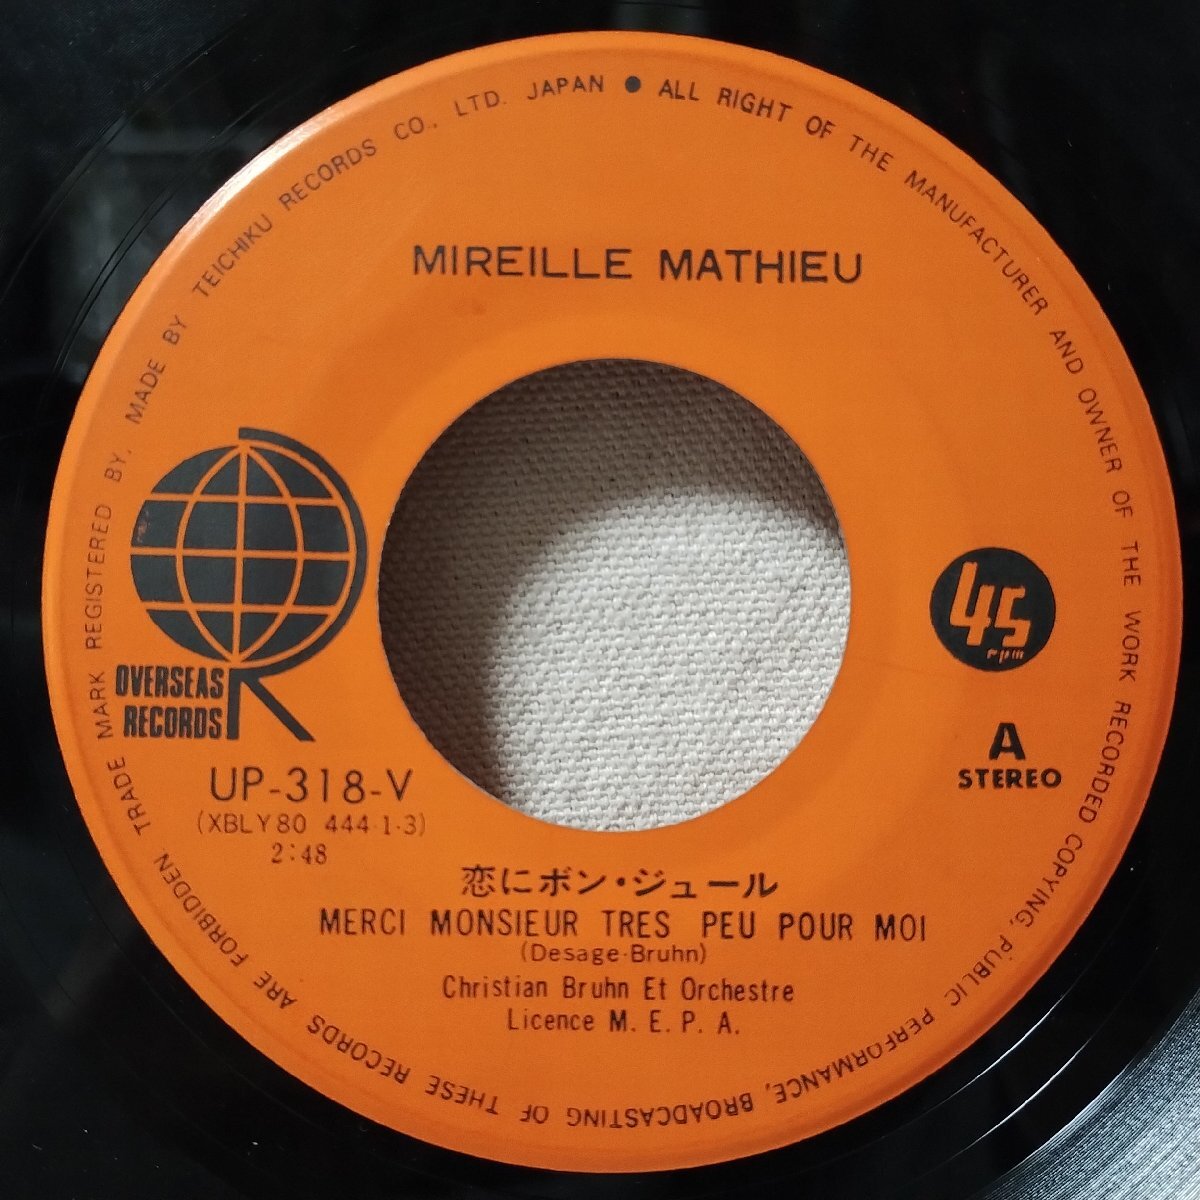 TRADE MARK REGISTERED BY, MADE BY TEICHIKU RECORDS CO., LTD. JAPAN ● ALL RIGHT OF THE MANUFACTURER AND OWNER OF THE WORK RECORDED COPYING, PUBLIC PERFORMANCE, BROADCASTING OF THESE RECORDS ARE FORBIDDEN
MIREILLE MATHIEU
R
OVERSEAS
RECORDS
45
rpm
A
STEREO
UP-318-V
(XBLY80 444·1·3)
2:48
恋にボン・ジュール
MERCI MONSIEUR TRES PEU POUR MOI
(Desage·Bruhn)
Christian Bruhn Et Orchestre
Licence M. E. P. A.